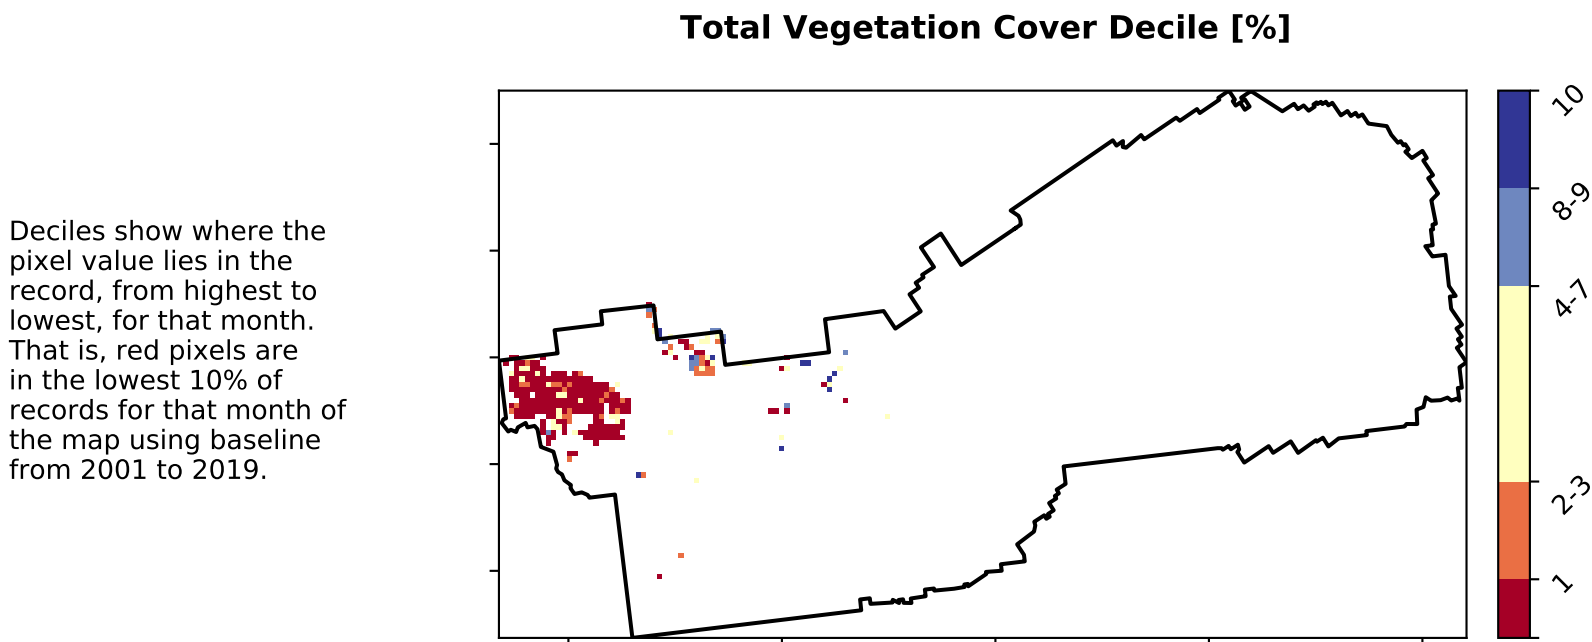 Total Vegetation Cover Decile [%]
Deciles show where the
pixel value lies in the
record, from highest to
lowest, for that month.
That is, red pixels are
in the lowest 10% of
records for that month of
the map using baseline
from 2001 to 2019.
10
8-9
4-7
2-3
1